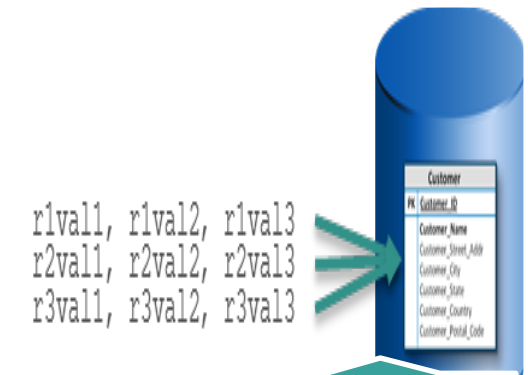 r1val1, r1val2, r1val3
r2val1, r2val2, r2val3
r3val1, r3val2, r3val3
Customer
PK Customer_ID
Customer_Name
Customer_Street_Addr
Customer_City
Customer_State
Customer_Country
Customer_Postal_Code